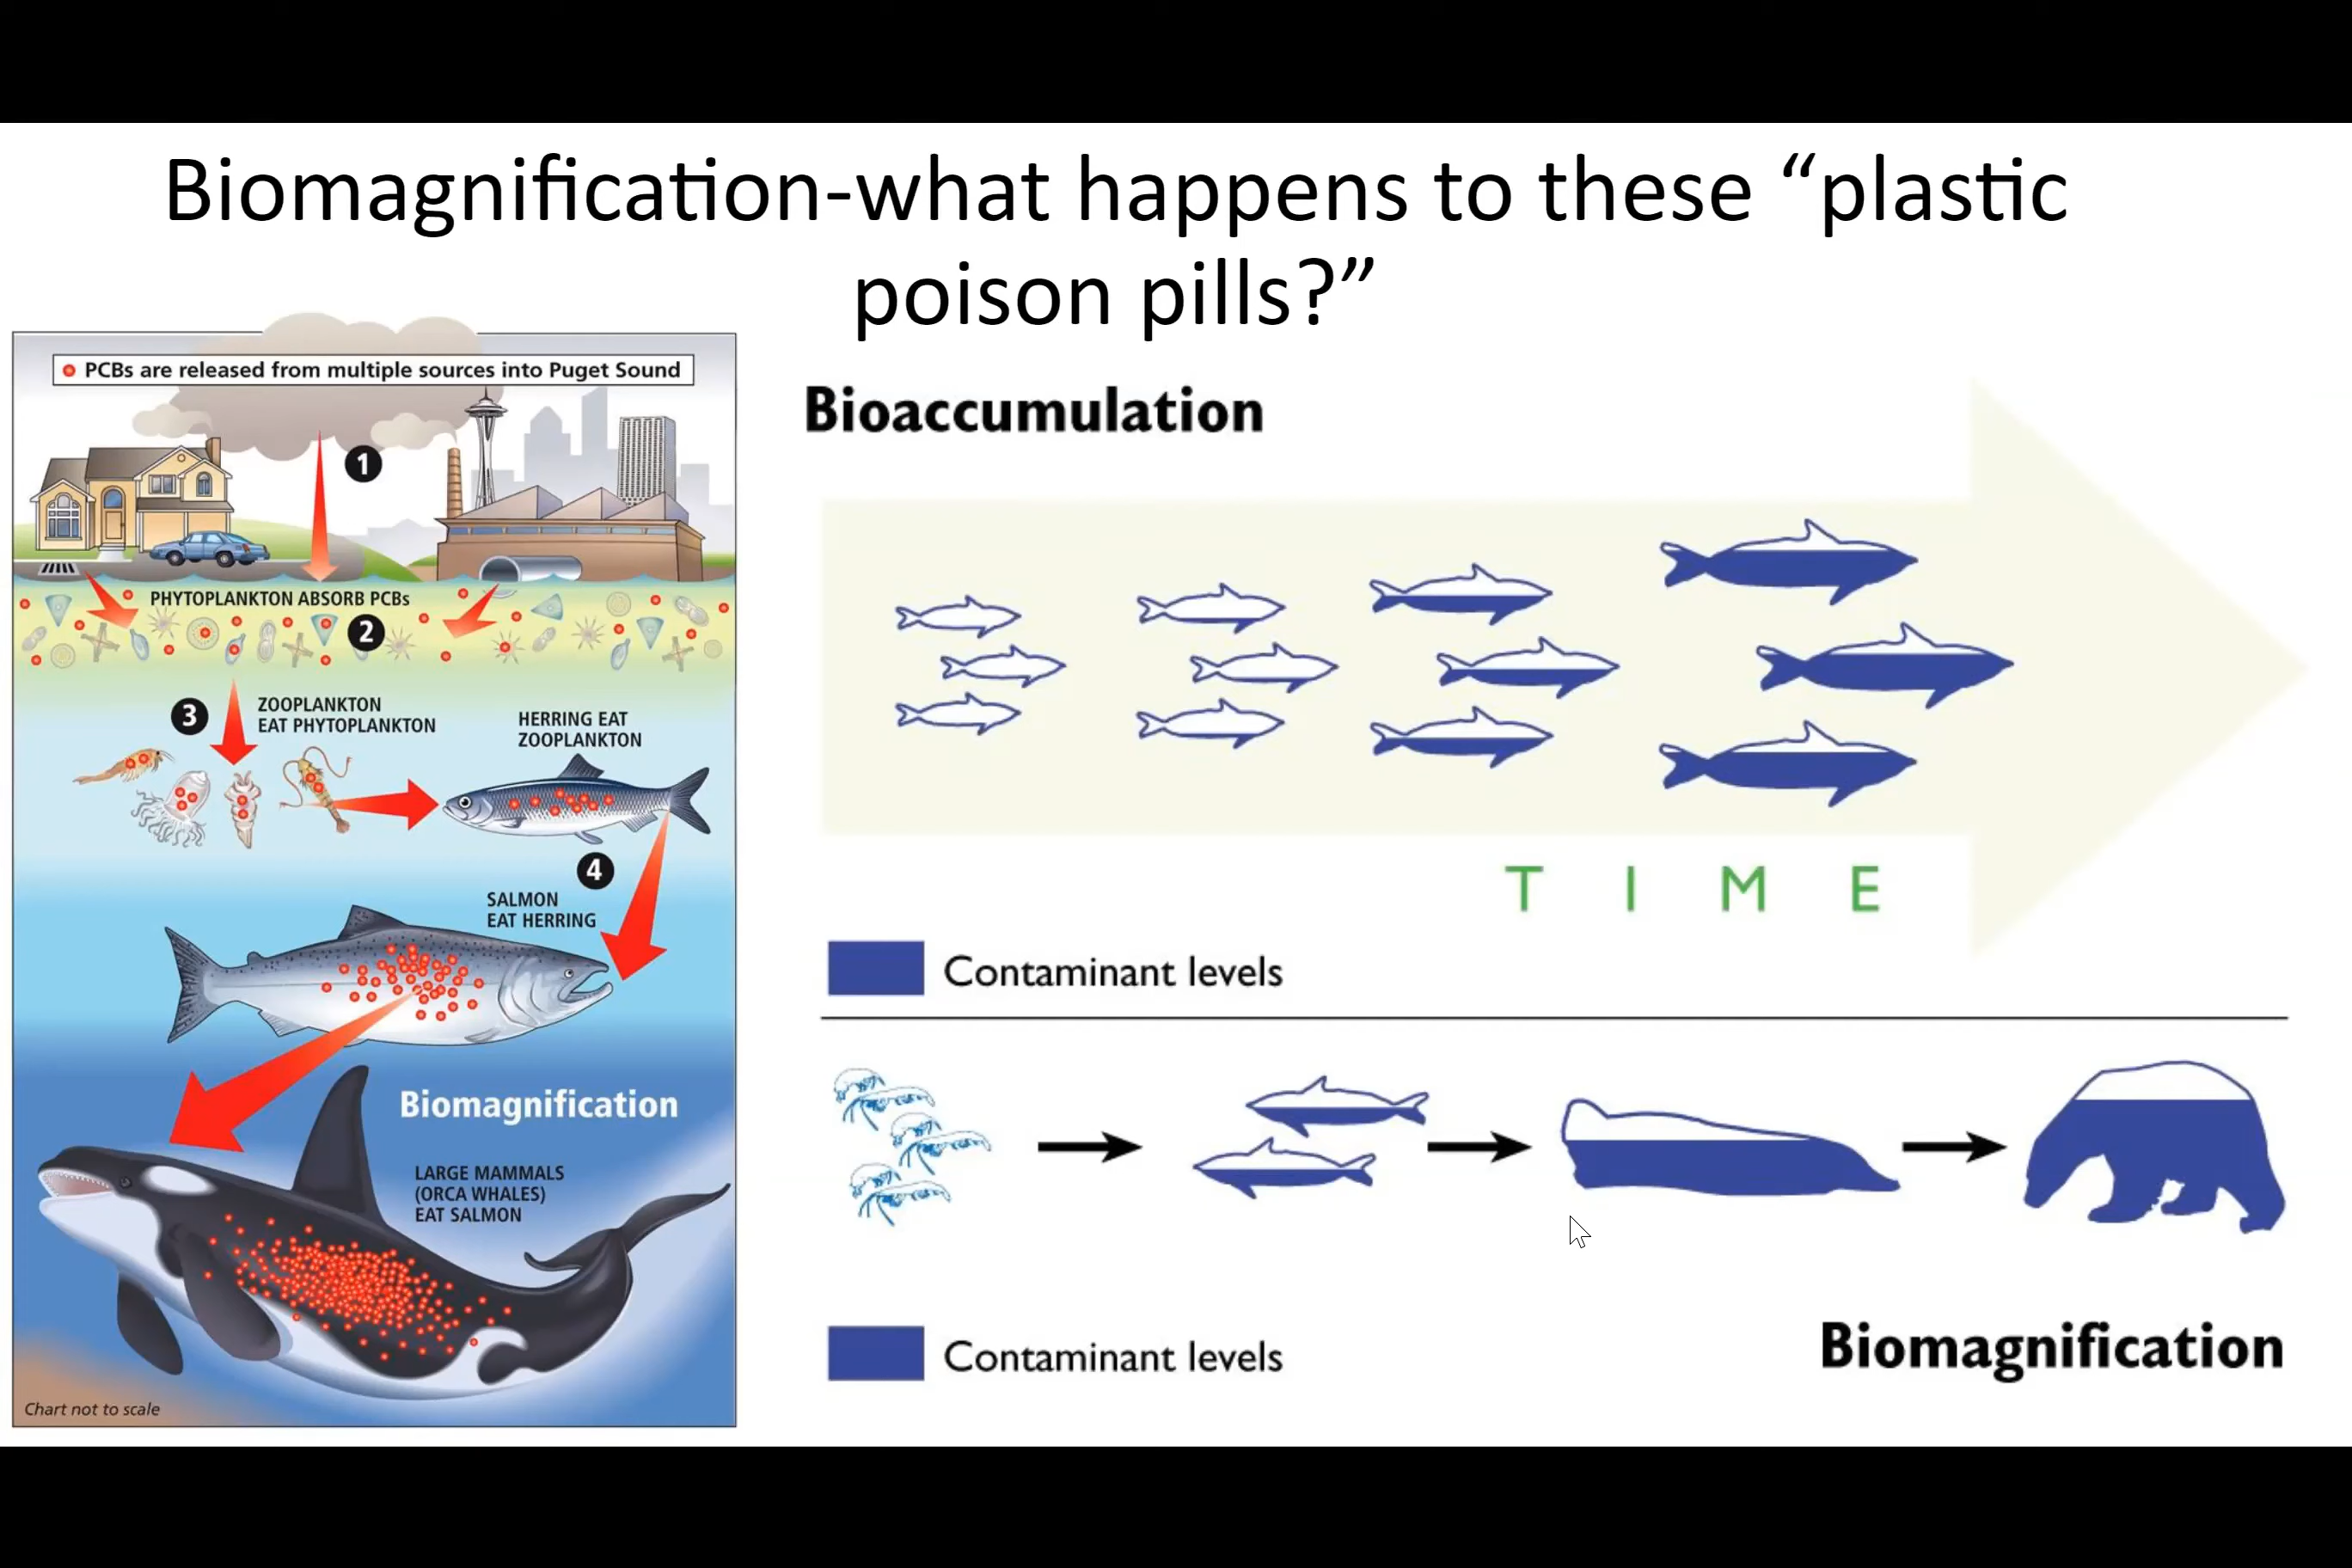 Biomagnification-what happens to these “plastic
poison pills?”
PCBs are released from multiple sources into Puget Sound
1
PHYTOPLANKTON ABSORB PCBs
2
3
ZOOPLANKTON
EAT PHYTOPLANKTON
HERRING EAT
ZOOPLANKTON
4
SALMON
EAT HERRING
Biomagnification
LARGE MAMMALS
(ORCA WHALES)
EAT SALMON
Chart not to scale
Bioaccumulation
T I M E
Contaminant levels
Contaminant levels
Biomagnification